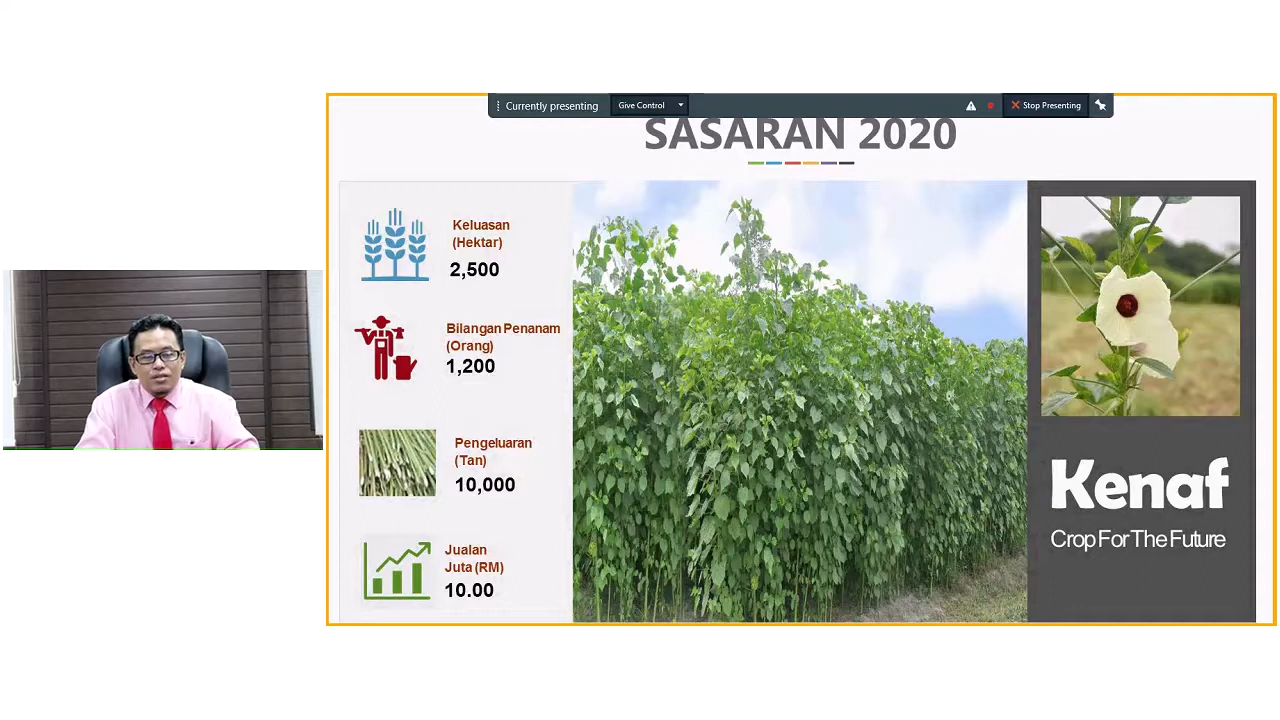 Currently presenting
Give Control
Stop Presenting
SASARAN 2020
Keluasan
(Hektar)
2,500
Bilangan Penanam
(Orang)
1,200
Pengeluaran
(Tan)
10,000
Jualan
Juta (RM)
10.00
Kenaf
Crop For The Future